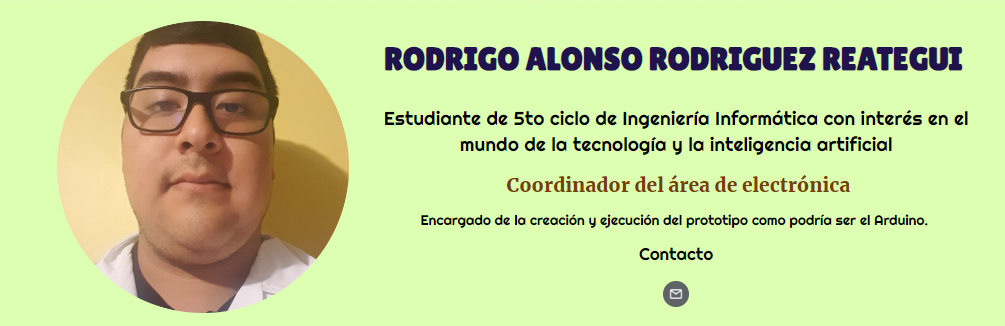 RODRIGO ALONSO RODRIGUEZ REATEGUI
Estudiante de 5to ciclo de Ingeniería Informática con interés en el
mundo de la tecnología y la inteligencia artificial
Coordinador del área de electrónica
Encargado de la creación y ejecución del prototipo como podría ser el Arduino.
Contacto